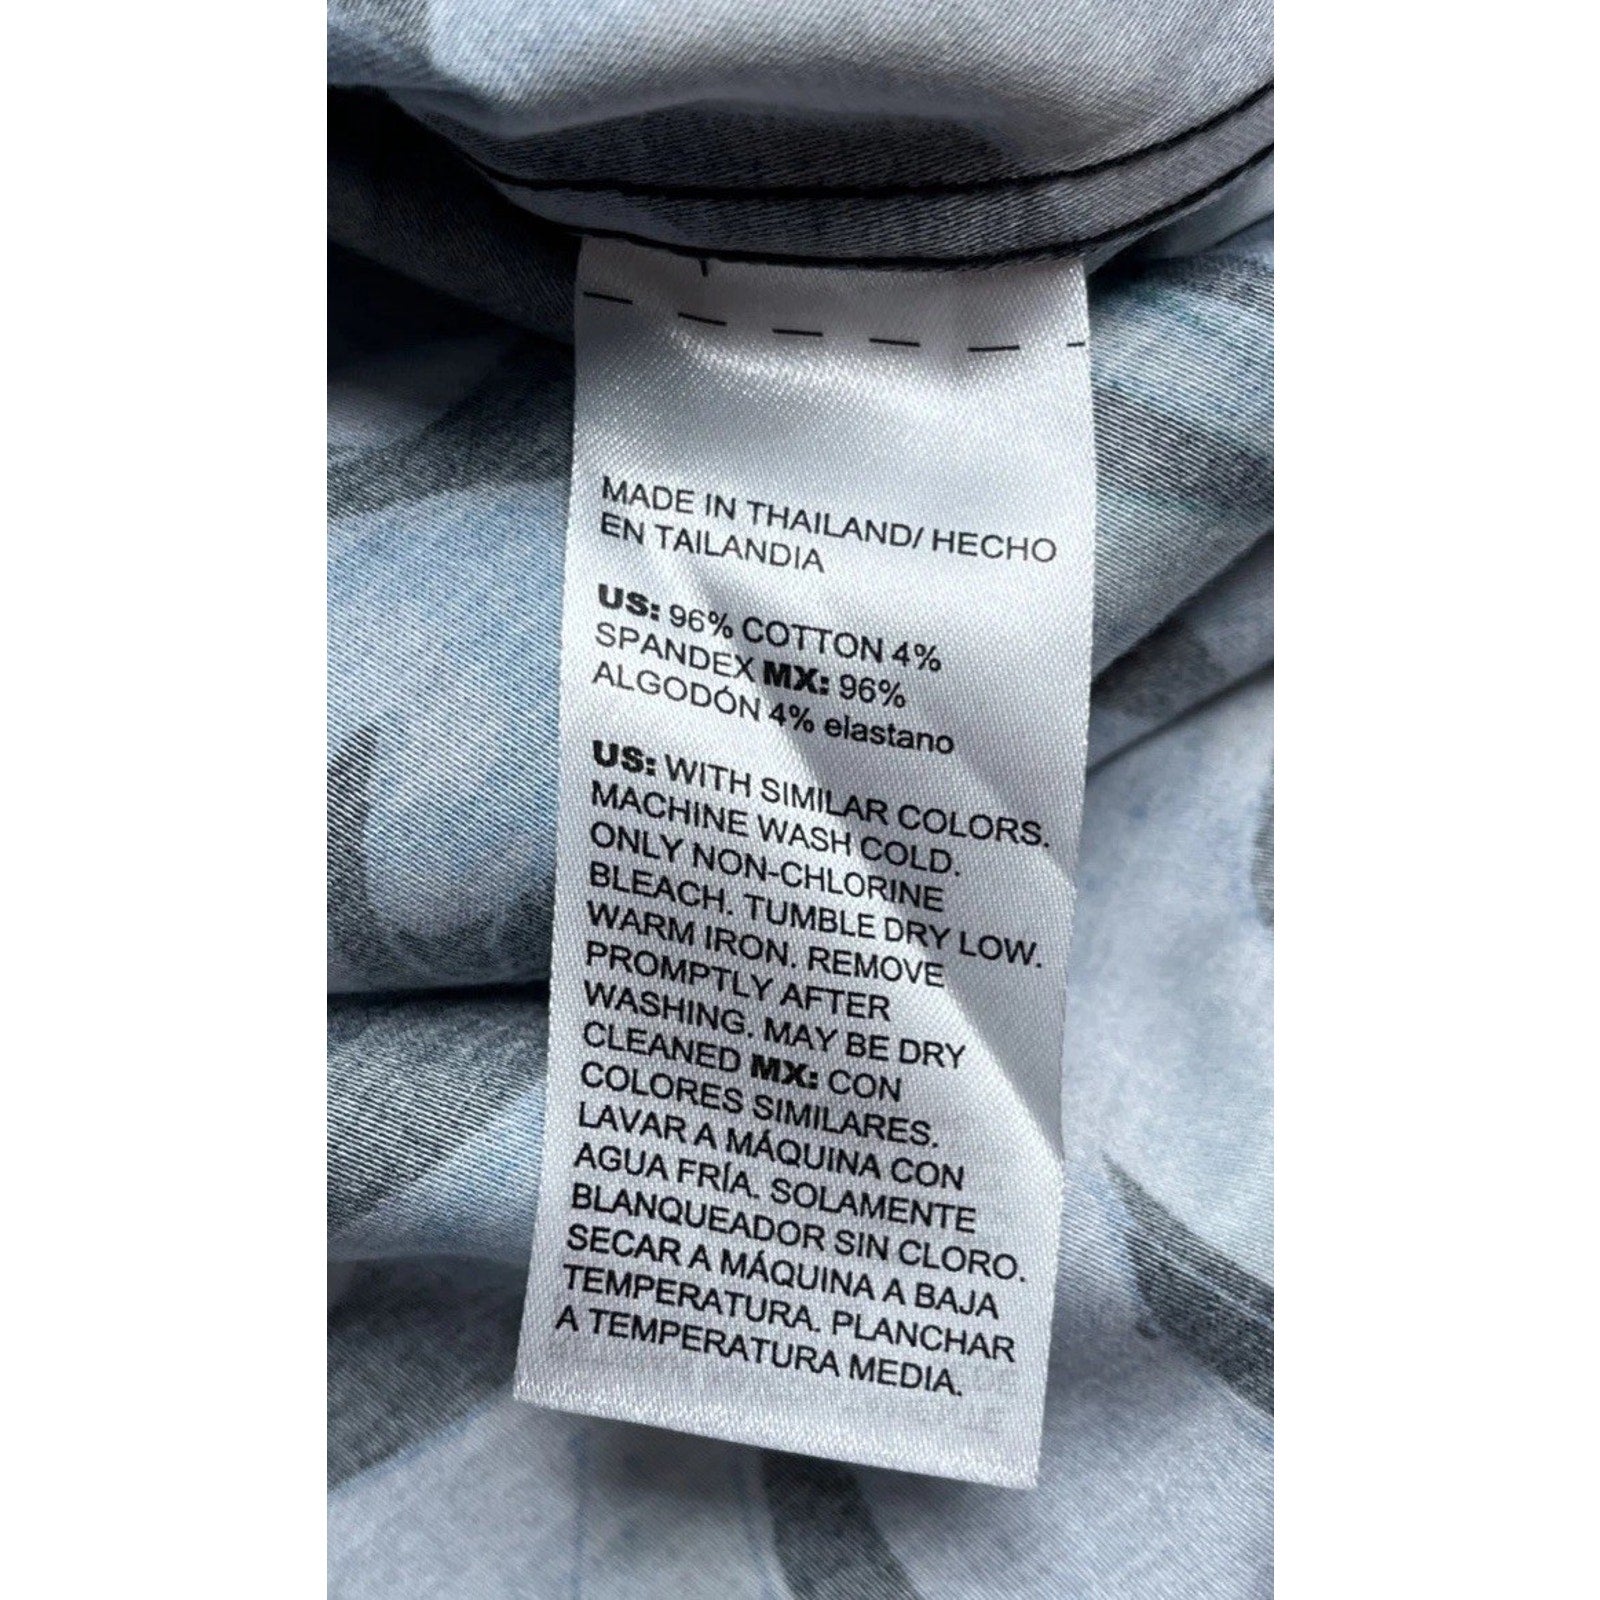 MADE IN THAILAND/ HECHO
EN TAILANDIA
US: 96% COTTON 4%
SPANDEX MX: 96%
ALGODÓN 4% elastano
US: WITH SIMILAR COLORS.
MACHINE WASH COLD.
ONLY NON-CHLORINE
BLEACH. TUMBLE DRY LOW.
WARM IRON. REMOVE
PROMPTLY AFTER
WASHING. MAY BE DRY
CLEANED MX: CON
COLORES SIMILARES.
LAVAR A MÁQUINA CON
AGUA FRÍA. SOLAMENTE
BLANQUEADOR SIN CLORO.
SECAR A MÁQUINA A BAJA
TEMPERATURA. PLANCHAR
A TEMPERATURA MEDIA.